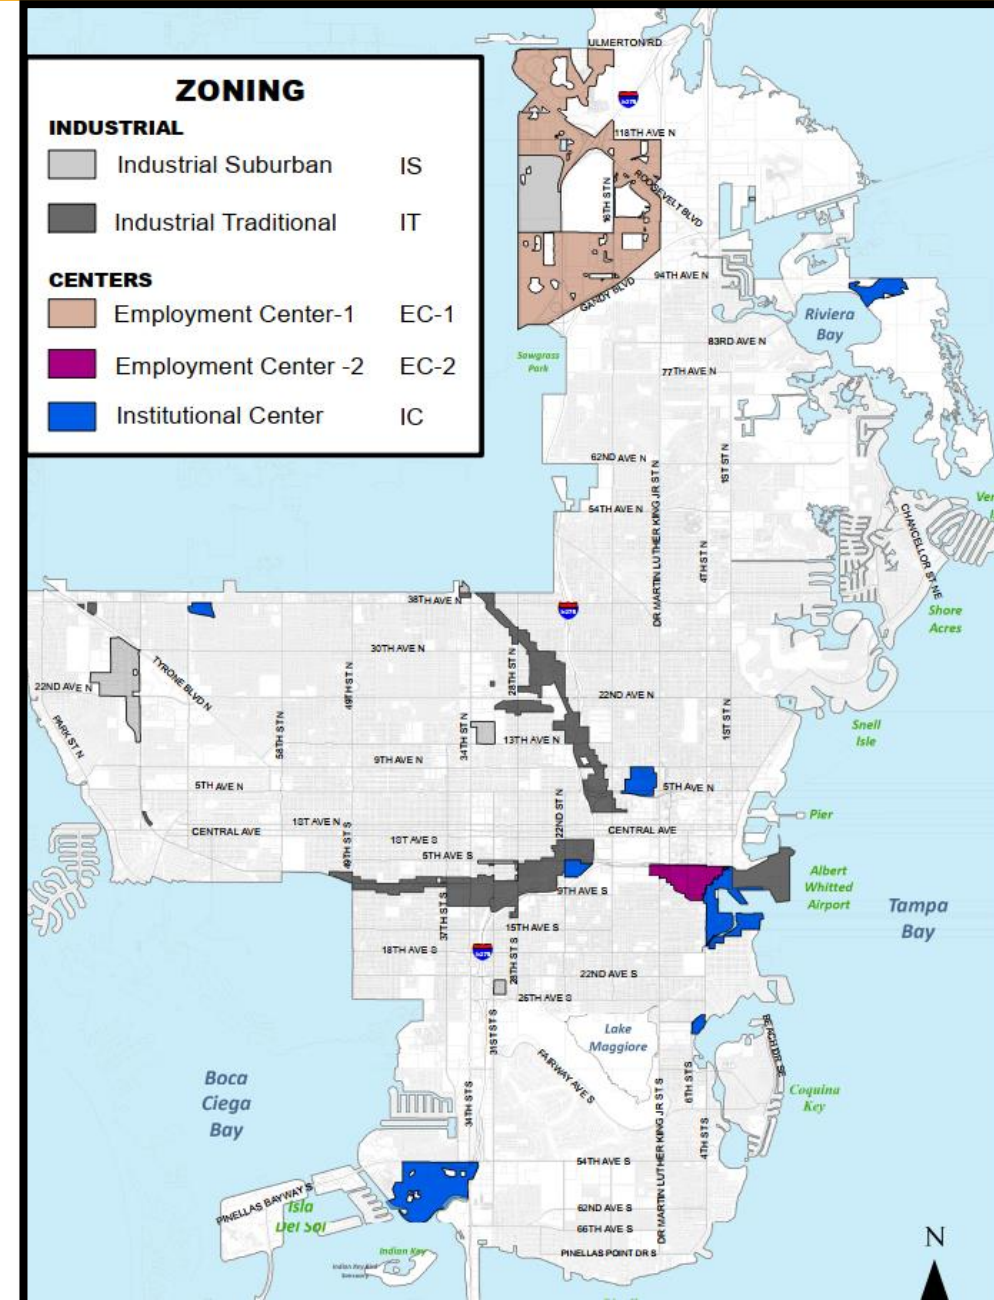 ZONING
INDUSTRIAL
Industrial Suburban IS
Industrial Traditional IT
CENTERS
Employment Center-1 EC-1
Employment Center -2 EC-2
Institutional Center IC
ULMERTON RD
118TH AVE N
ROOSEVELT BLVD
16TH ST N
94TH AVE N
GANDY BLVD
Riviera
Bay
83RD AVE N
Sawgrass
Park
77TH AVE N
62ND AVE N
1ST ST N
DR MARTIN LUTHER KING JR ST N
54TH AVE N
4TH ST N
CHANCELLOR ST NE
Shore
Acres
38TH AVE N
30TH AVE N
TYRONE BLVD N
49TH ST N
28TH ST N
22ND AVE N
22ND AVE N
1ST ST N
Snell
Isle
PARK ST N
58TH ST N
34TH ST N
13TH AVE N
9TH AVE N
5TH AVE N
5TH AVE N
22ND ST N
Pier
1ST AVE N
CENTRAL AVE
CENTRAL AVE
49TH ST S
1ST AVE S
5TH AVE S
9TH AVE S
Albert
Whitted
Airport
Tampa
Bay
37TH ST S
15TH AVE S
18TH AVE S
28TH ST S
22ND AVE S
26TH AVE S
31ST ST S
Lake
Maggiore
FAIRWAY AVE S
BEACH DR SE
Coquina
Key
Boca
Ciega
Bay
34TH ST S
6TH ST S
4TH ST S
DR MARTIN LUTHER KING JR ST S
54TH AVE S
PINELLAS BAYWAY S
Isla
Del Sol
62ND AVE S
66TH AVE S
PINELLAS POINT DR S
Indian Key
N